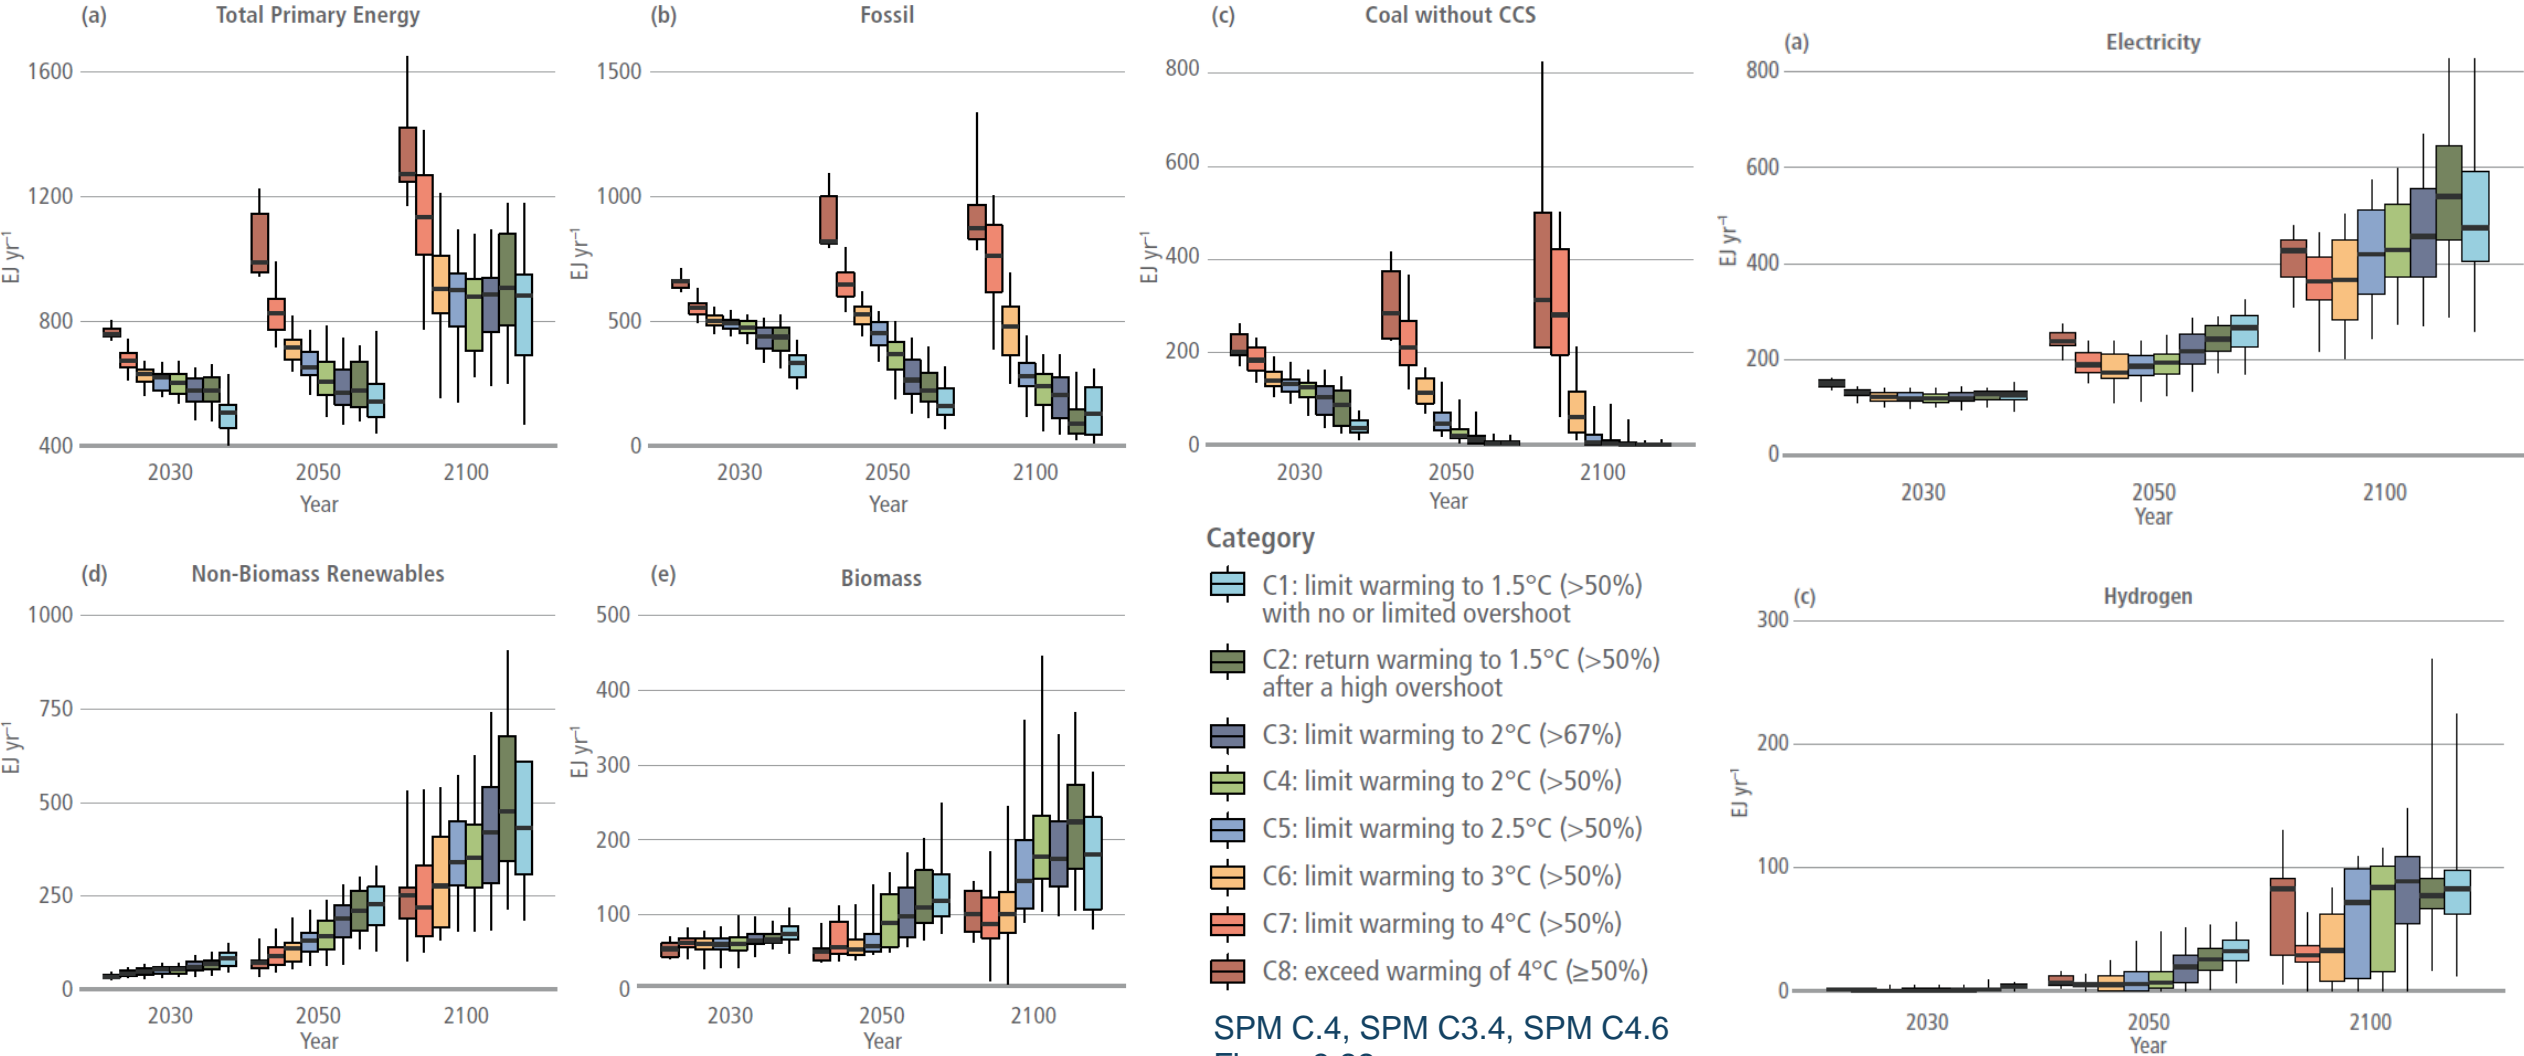 (a) Total Primary Energy
1600
1200
800
400
EJ yr⁻¹
2030 2050 2100
Year
(b) Fossil
1500
1000
500
0
EJ yr⁻¹
2030 2050 2100
Year
(c) Coal without CCS
800
600
400
200
0
EJ yr⁻¹
2030 2050 2100
Year
(a) Electricity
800
600
400
200
0
EJ yr⁻¹
2030 2050 2100
Year
(d) Non-Biomass Renewables
1000
750
500
250
0
EJ yr⁻¹
2030 2050 2100
Year
(e) Biomass
500
400
300
200
100
0
EJ yr⁻¹
2030 2050 2100
Year
Category
C1: limit warming to 1.5°C (>50%)
with no or limited overshoot
C2: return warming to 1.5°C (>50%)
after a high overshoot
C3: limit warming to 2°C (>67%)
C4: limit warming to 2°C (>50%)
C5: limit warming to 2.5°C (>50%)
C6: limit warming to 3°C (>50%)
C7: limit warming to 4°C (>50%)
C8: exceed warming of 4°C (≥50%)
SPM C.4, SPM C3.4, SPM C4.6
(c) Hydrogen
300
200
100
0
EJ yr⁻¹
2030 2050 2100
Year